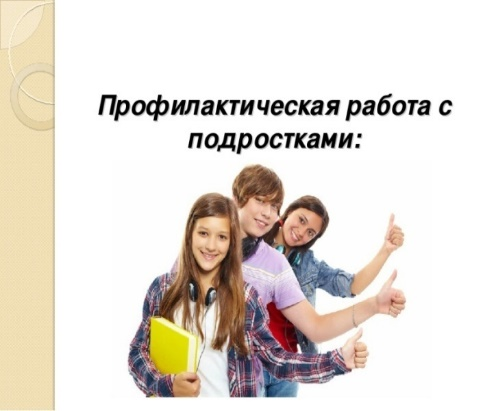 Профилактическая работа с
подростками: